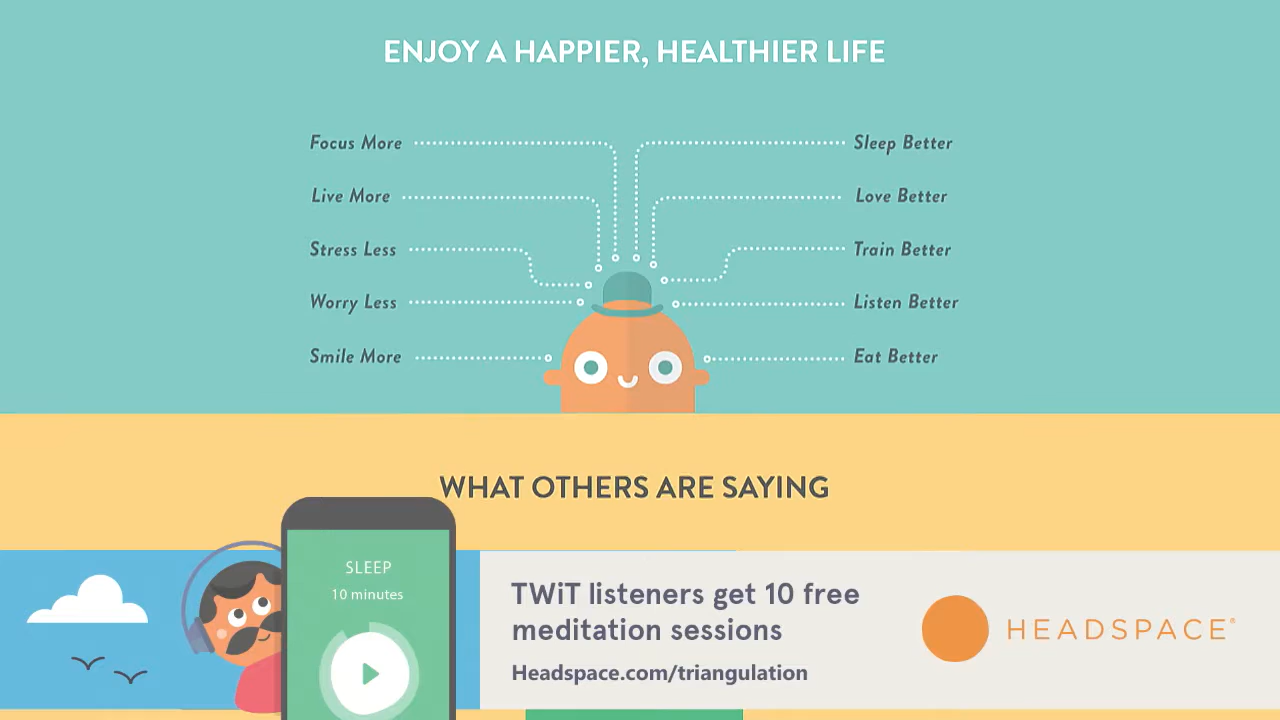 ENJOY A HAPPIER, HEALTHIER LIFE
Focus More
Sleep Better
Live More
Love Better
Stress Less
Train Better
Worry Less
Listen Better
Smile More
Eat Better
WHAT OTHERS ARE SAYING
SLEEP
10 minutes
TWiT listeners get 10 free
meditation sessions
Headspace.com/triangulation
HEADSPACE®